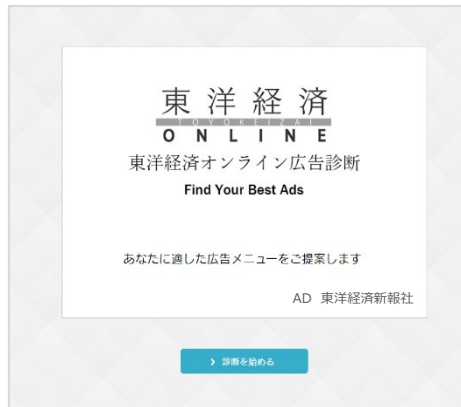 東洋経済
TOYOKEIZAI
ONLINE
東洋経済オンライン広告診断
Find Your Best Ads
あなたに適した広告メニューをご提案します
AD 東洋経済新報社
> 診断を始める